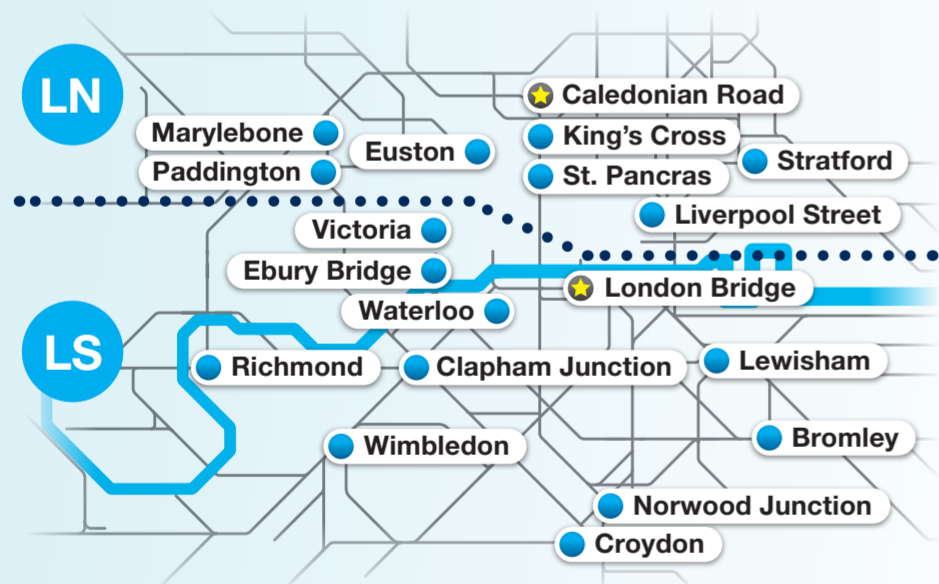 LN
Caledonian Road
Marylebone
King's Cross
Euston
Stratford
Paddington
St. Pancras
Liverpool Street
Victoria
Ebury Bridge
London Bridge
Waterloo
LS
Richmond
Clapham Junction
Lewisham
Wimbledon
Bromley
Norwood Junction
Croydon